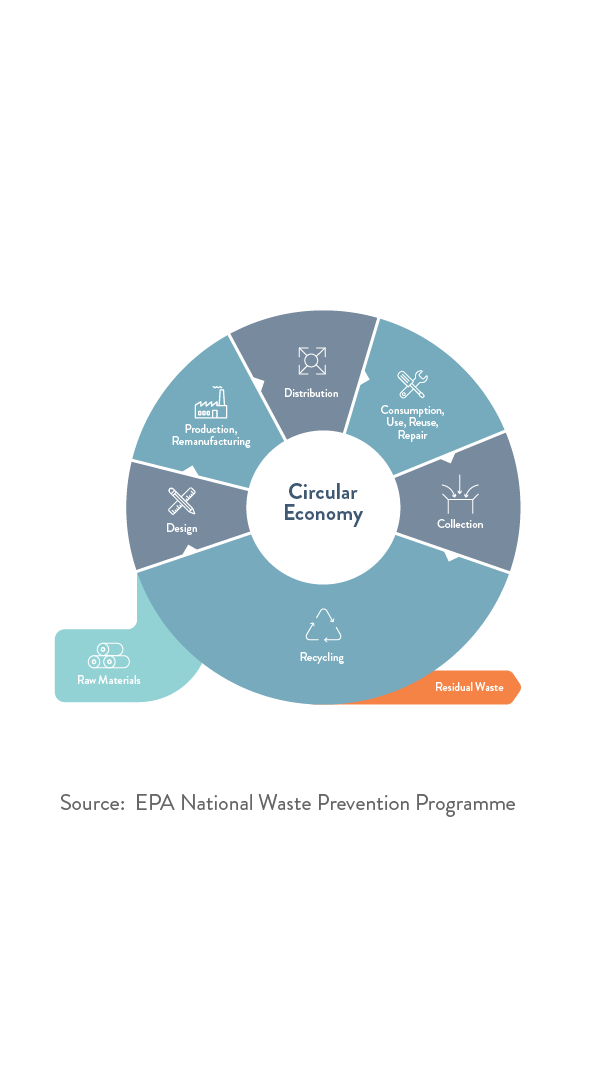 Distribution
Consumption,
Use, Reuse,
Repair
Production,
Remanufacturing
Circular
Economy
Design
Collection
Recycling
Raw Materials
Residual Waste
Source: EPA National Waste Prevention Programme